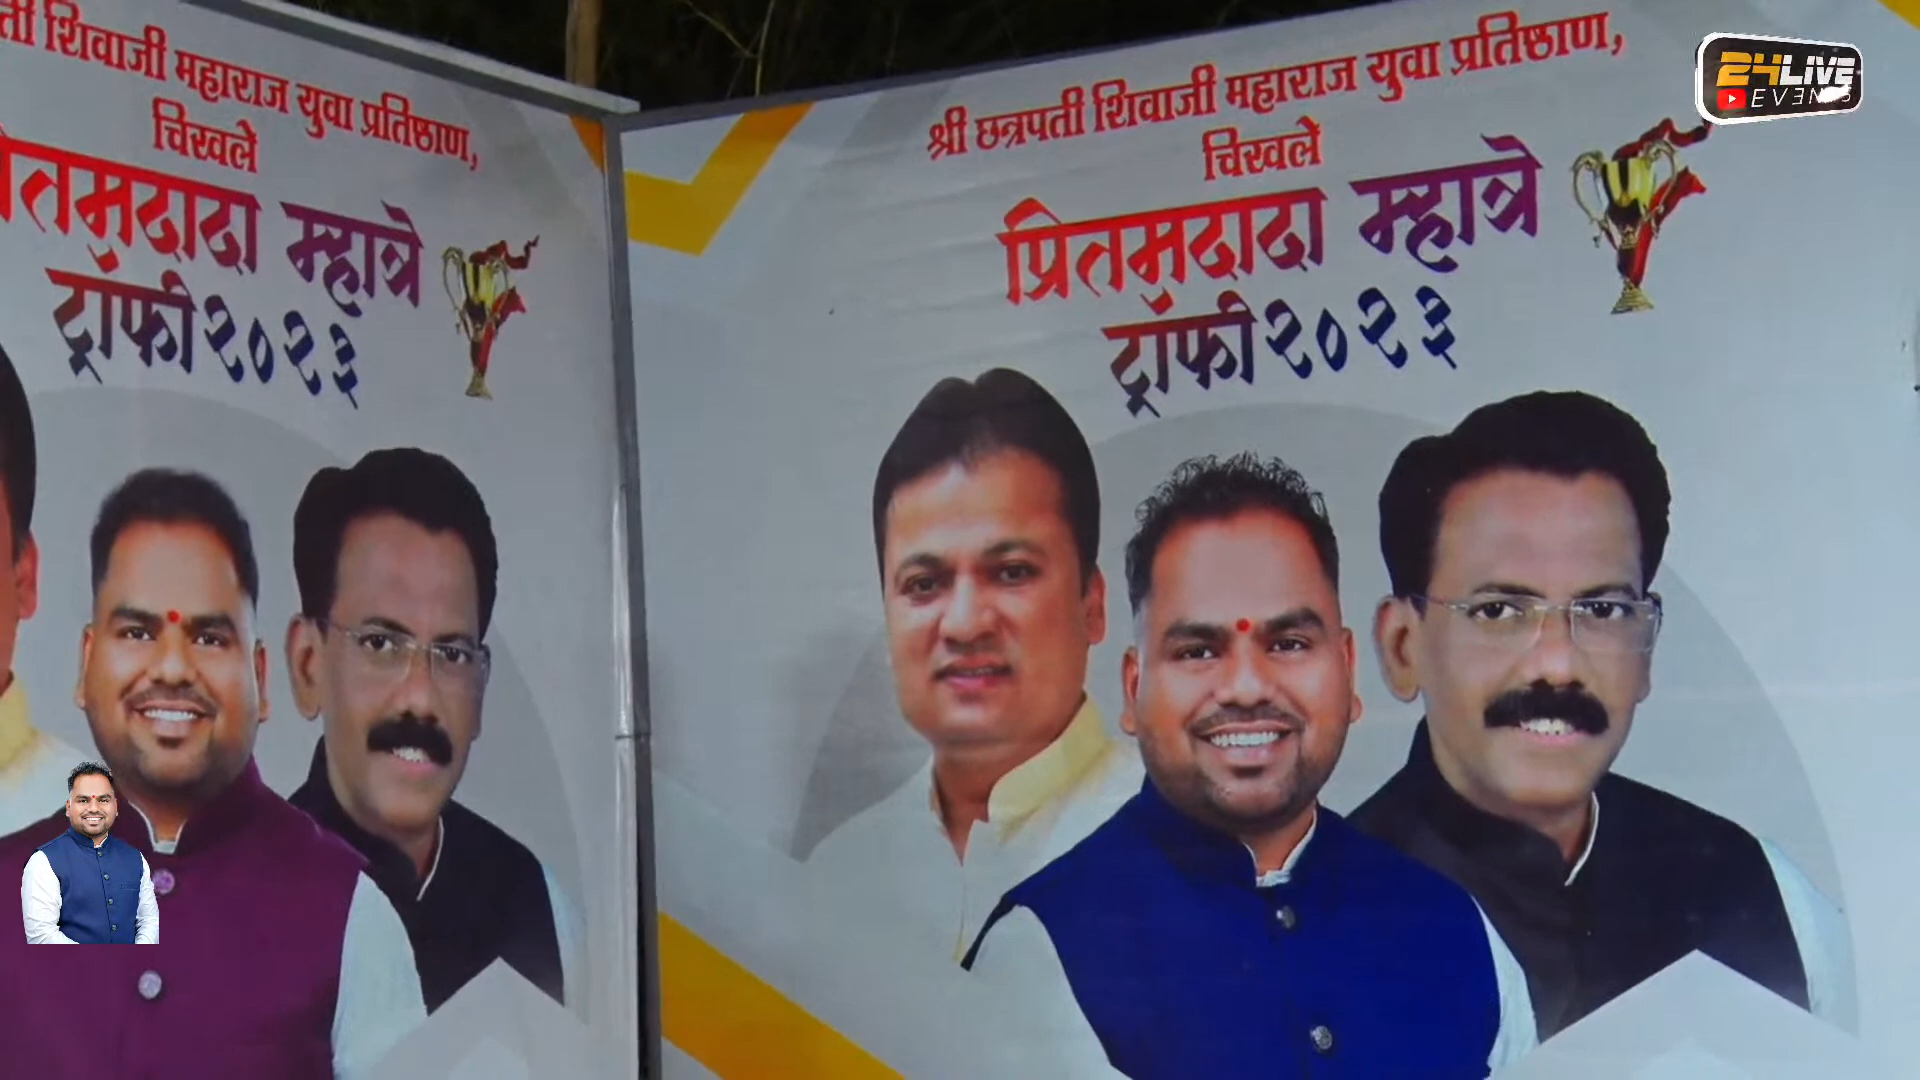 ती शिवाजी महाराज युवा प्रतिष्ठाण,
चिखले
प्रितमदादा म्हात्रे
ट्रॉफी २०२३
श्री छत्रपती शिवाजी महाराज युवा प्रतिष्ठाण,
चिखले
प्रितमदादा म्हात्रे
ट्रॉफी २०२३
24LIVE
EVENTS